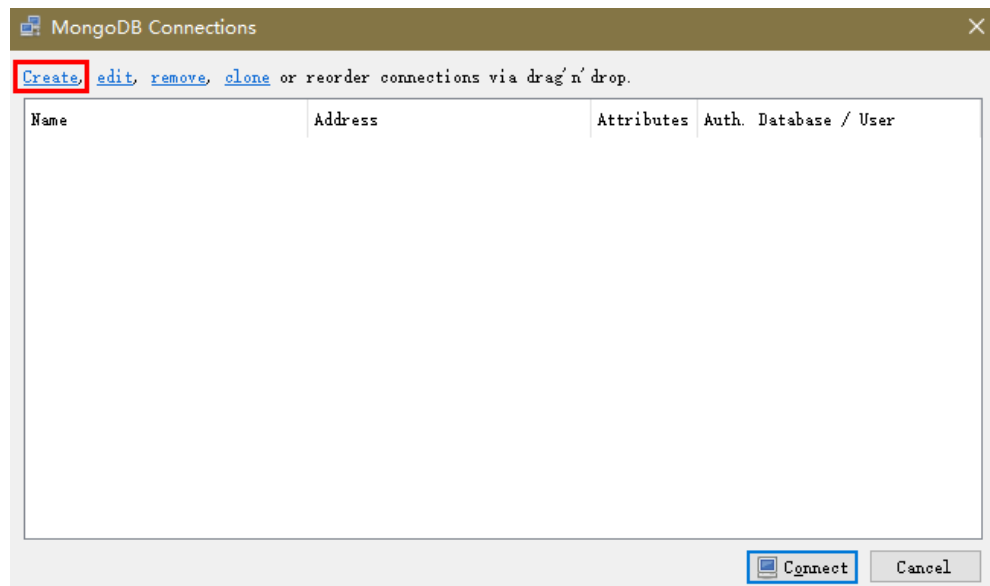 MongoDB Connections
Create, edit, remove, clone or reorder connections via drag'n'drop.
Name Address Attributes Auth. Database / User
Connect Cancel